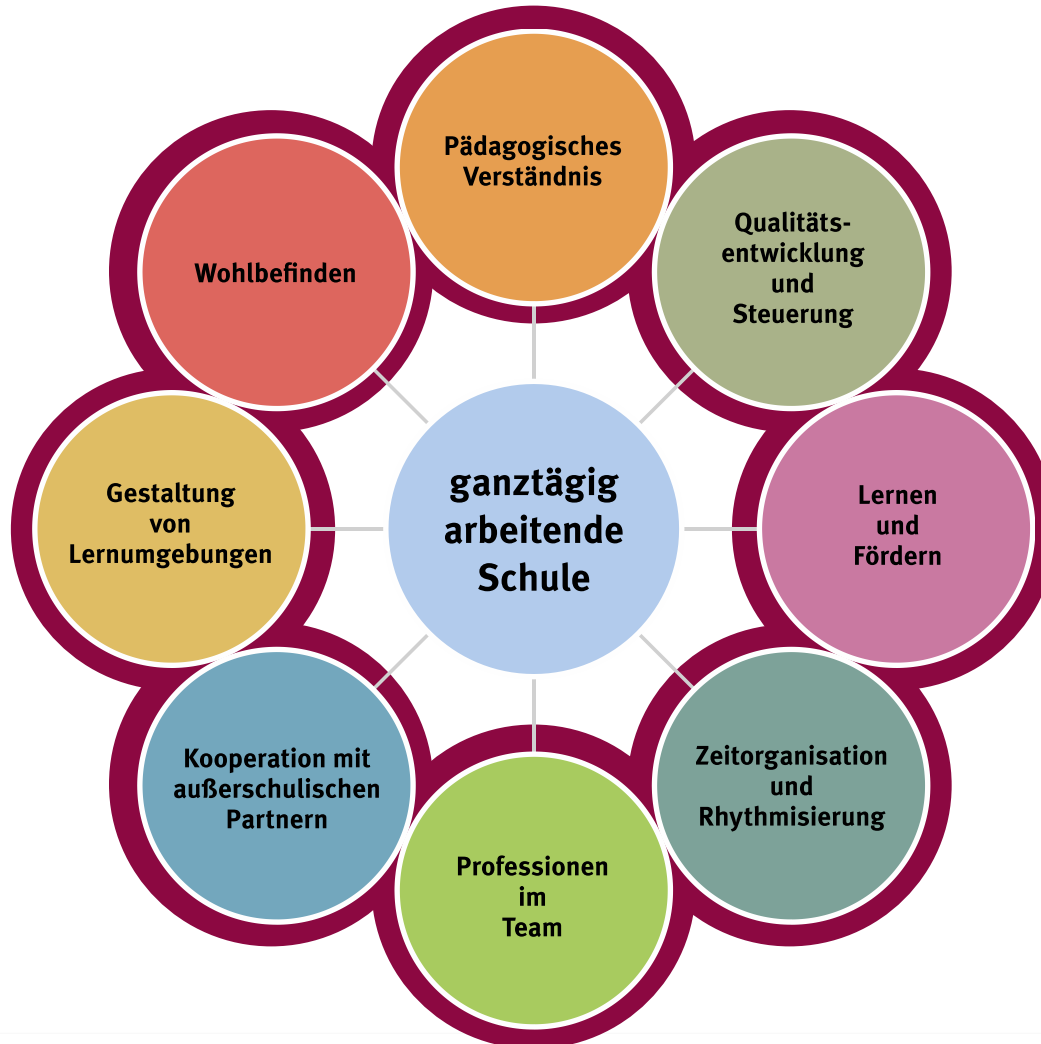 Pädagogisches
Verständnis
Qualitäts-
entwicklung
und
Steuerung
Lernen
und
Fördern
Zeitorganisation
und
Rhythmisierung
Professionen
im
Team
Kooperation mit
außerschulischen
Partnern
Gestaltung
von
Lernumgebungen
Wohlbefinden
ganztägig
arbeitende
Schule